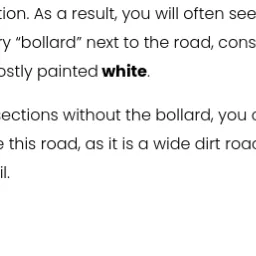 tion. As a result, you will often see
ry “bollard” next to the road, cons
ostly painted white.
sections without the bollard, you c
e this road, as it is a wide dirt road
il.